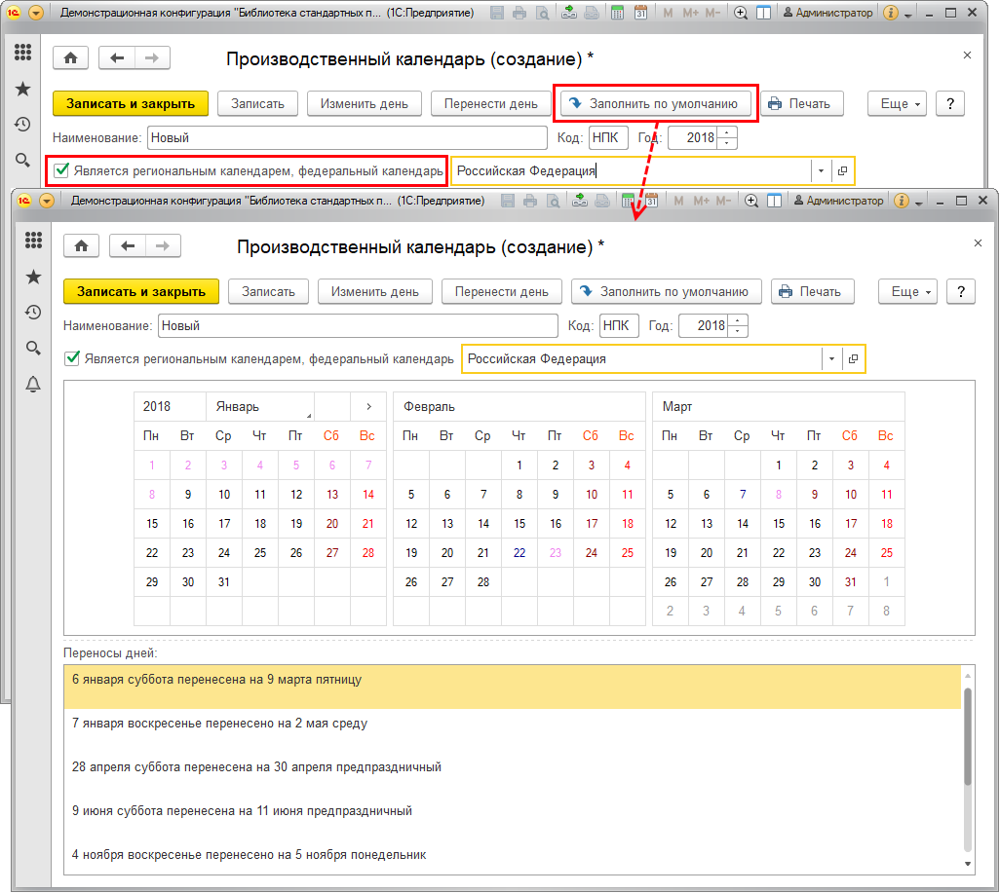 Демонстрационная конфигурация "Библиотека стандартных п... (1С:Предприятие) M M+ M- Администратор
Производственный календарь (создание) *
Записать и закрыть Записать Изменить день Перенести день Заполнить по умолчанию Печать Еще ?
Наименование: Новый Код: НПК Год: 2018
Является региональным календарем, федеральный календарь Российская Федерация
Демонстрационная конфигурация "Библиотека стандартных п... (1С:Предприятие) 31 M M+ M- Администратор
Производственный календарь (создание) *
Записать и закрыть Записать Изменить день Перенести день Заполнить по умолчанию Печать Еще ?
Наименование: Новый Код: НПК Год: 2018
Является региональным календарем, федеральный календарь Российская Федерация
2018 Январь > Февраль Март
Пн Вт Ср Чт Пт Сб Вс Пн Вт Ср Чт Пт Сб Вс Пн Вт Ср Чт Пт Сб Вс
1 2 3 4 5 6 7 1 2 3 4 1 2 3 4
8 9 10 11 12 13 14 5 6 7 8 9 10 11 5 6 7 8 9 10 11
15 16 17 18 19 20 21 12 13 14 15 16 17 18 12 13 14 15 16 17 18
22 23 24 25 26 27 28 19 20 21 22 23 24 25 19 20 21 22 23 24 25
29 30 31 26 27 28 26 27 28 29 30 31 1
2 3 4 5 6 7 8
Переносы дней:
6 января суббота перенесена на 9 марта пятницу
7 января воскресенье перенесено на 2 мая среду
28 апреля суббота перенесена на 30 апреля предпраздничный
9 июня суббота перенесена на 11 июня предпраздничный
4 ноября воскресенье перенесено на 5 ноября понедельник